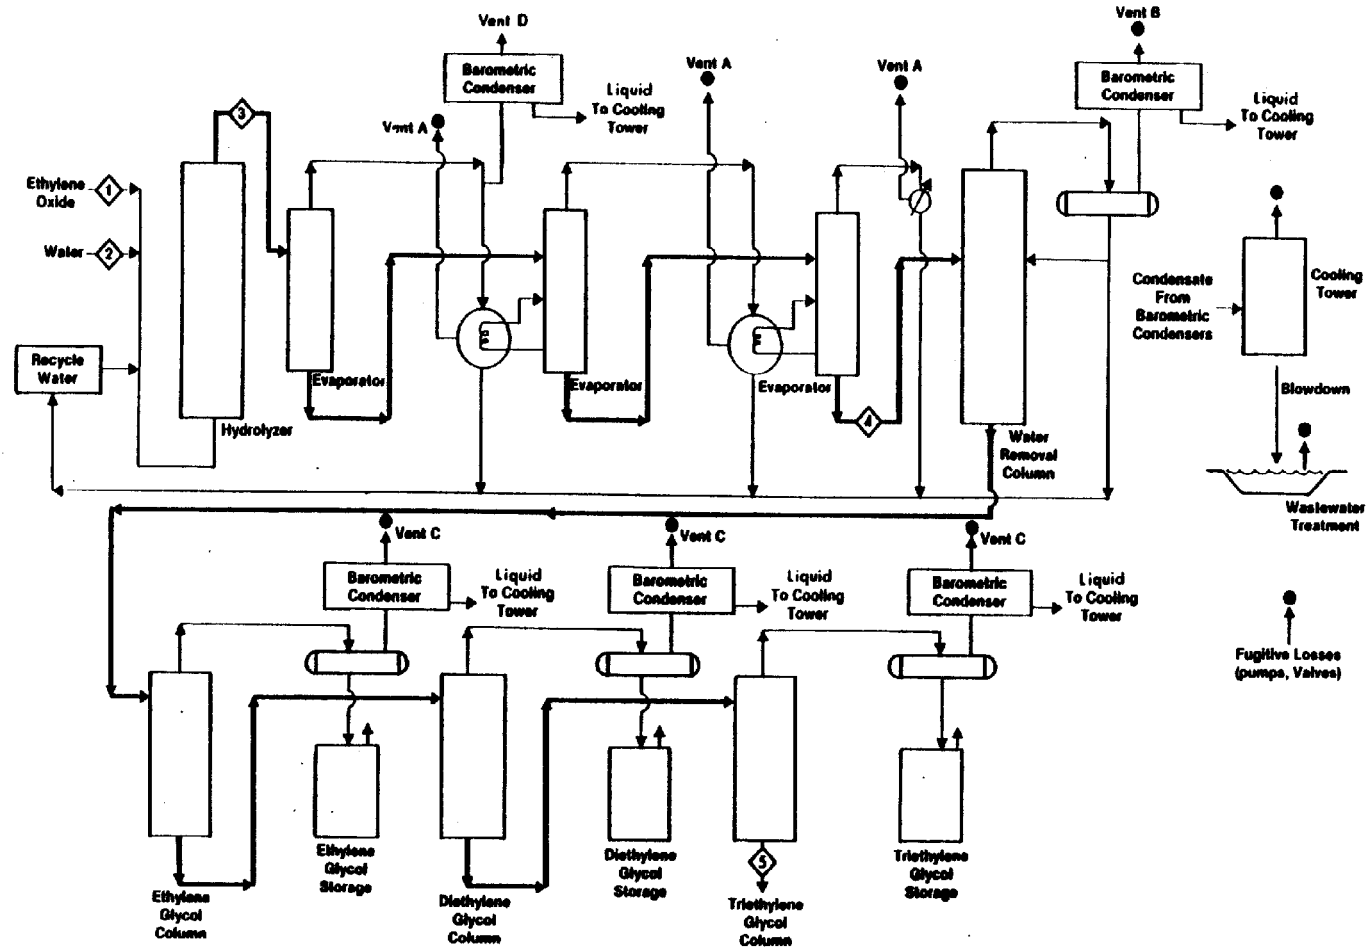 Vent D
Barometric
Condenser
Liquid
To Cooling
Tower
Vent A
Vent A
Vent A
Vent B
Barometric
Condenser
Liquid
To Cooling
Tower
3
Ethylene
Oxide
1
Water
2
Recycle
Water
Hydrolyzer
Evaporator
Evaporator
Evaporator
4
Water
Removal
Column
Condensate
From
Barometric
Condensers
Cooling
Tower
Blowdown
Wastewater
Treatment
Vent C
Barometric
Condenser
Liquid
To Cooling
Tower
Vent C
Barometric
Condenser
Liquid
To Cooling
Tower
Vent C
Barometric
Condenser
Liquid
To Cooling
Tower
Fugitive Losses
(pumps, Valves)
Ethylene
Glycol
Column
Ethylene
Glycol
Storage
Diethylene
Glycol
Column
Diethylene
Glycol
Storage
5
Triethylene
Glycol
Column
Triethylene
Glycol
Storage